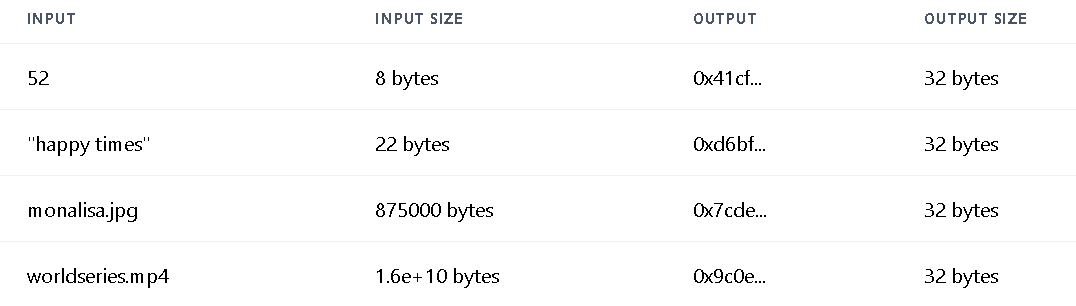 INPUT INPUT SIZE OUTPUT OUTPUT SIZE
52 8 bytes 0x41cf... 32 bytes
"happy times" 22 bytes 0xd6bf... 32 bytes
monalisa.jpg 875000 bytes 0x7cde... 32 bytes
worldseries.mp4 1.6e+10 bytes 0x9c0e... 32 bytes